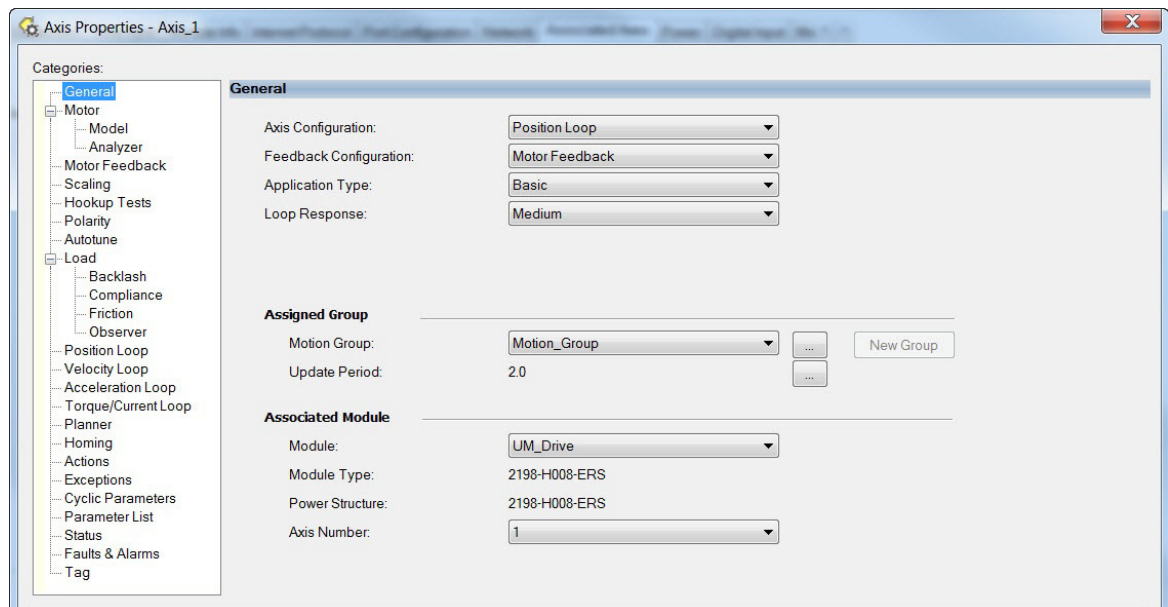 Axis Properties - Axis_1
X
Categories:
General
Motor
Model
Analyzer
Motor Feedback
Scaling
Hookup Tests
Polarity
Autotune
Load
Backlash
Compliance
Friction
Observer
Position Loop
Velocity Loop
Acceleration Loop
Torque/Current Loop
Planner
Homing
Actions
Exceptions
Cyclic Parameters
Parameter List
Status
Faults & Alarms
Tag
General
Axis Configuration: Position Loop
Feedback Configuration: Motor Feedback
Application Type: Basic
Loop Response: Medium
Assigned Group
Motion Group: Motion_Group ... New Group
Update Period: 2.0 ...
Associated Module
Module: UM_Drive
Module Type: 2198-H008-ERS
Power Structure: 2198-H008-ERS
Axis Number: 1